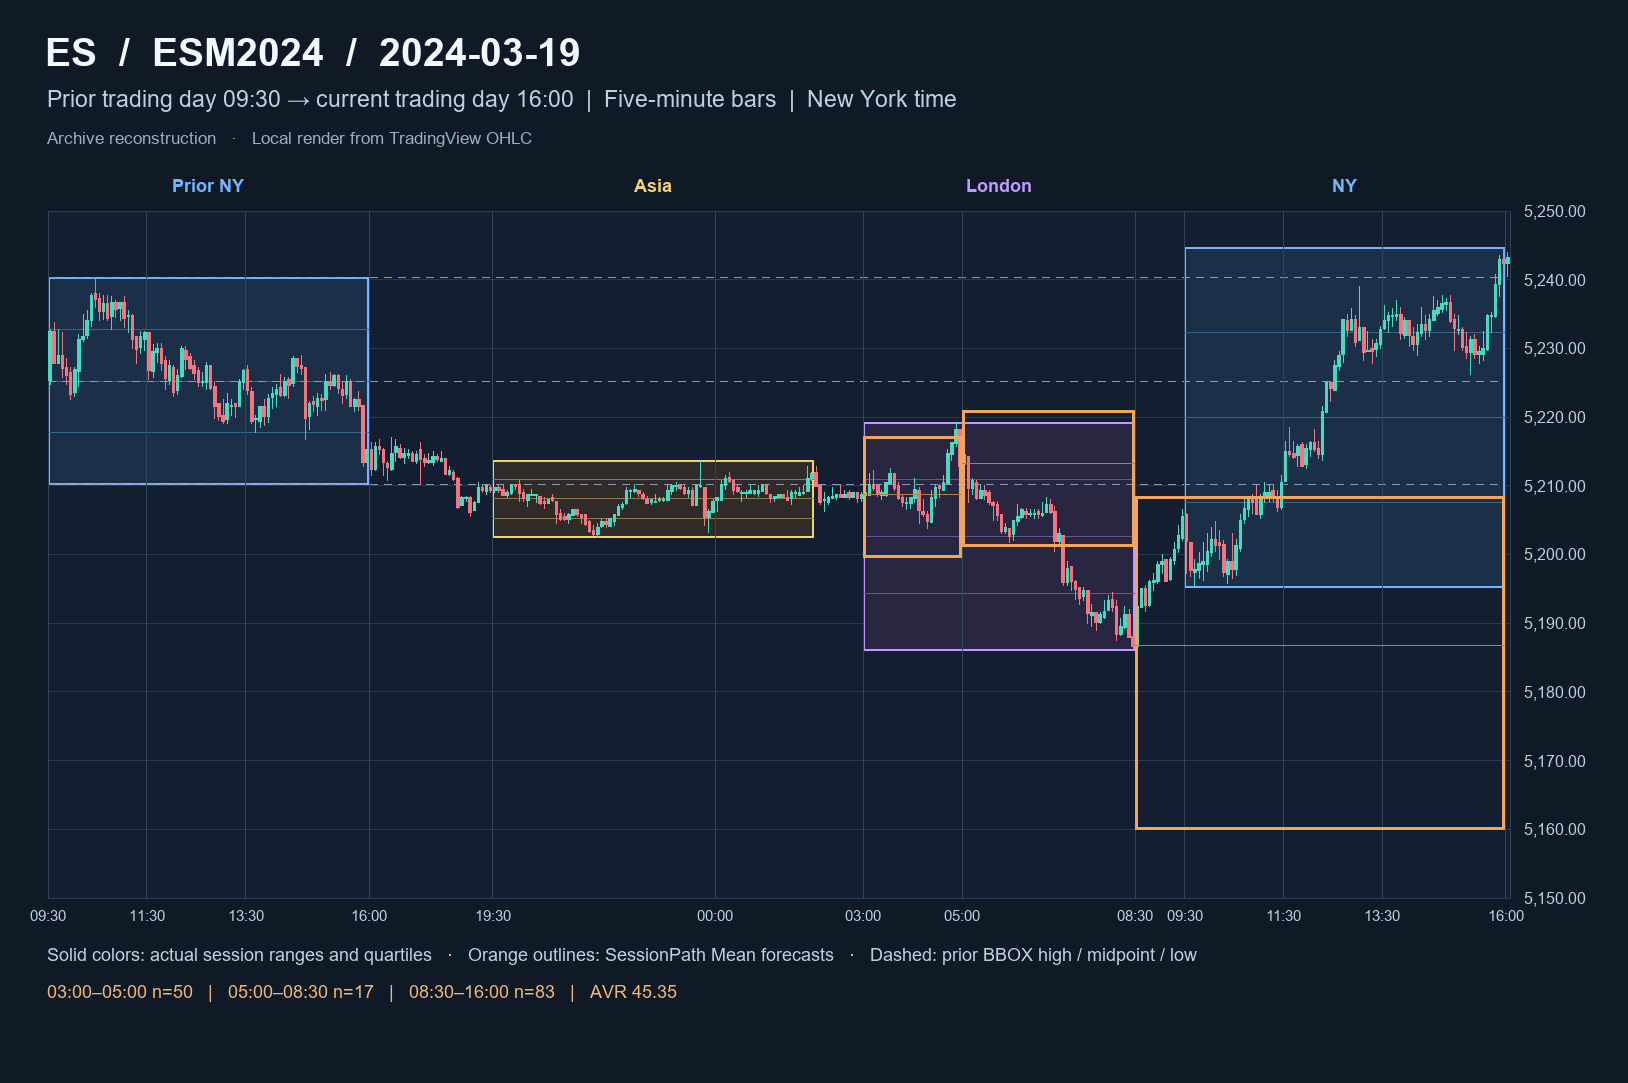 ES / ESM2024 / 2024-03-19
Prior trading day 09:30 → current trading day 16:00 | Five-minute bars | New York time
Archive reconstruction · Local render from TradingView OHLC
Prior NY Asia London NY
5,250.00
5,240.00
5,230.00
5,220.00
5,210.00
5,200.00
5,190.00
5,180.00
5,170.00
5,160.00
5,150.00
09:30 11:30 13:30 16:00 19:30 00:00 03:00 05:00 08:30 09:30 11:30 13:30 16:00
Solid colors: actual session ranges and quartiles · Orange outlines: SessionPath Mean forecasts · Dashed: prior BBOX high / midpoint / low
03:00–05:00 n=50 | 05:00–08:30 n=17 | 08:30–16:00 n=83 | AVR 45.35